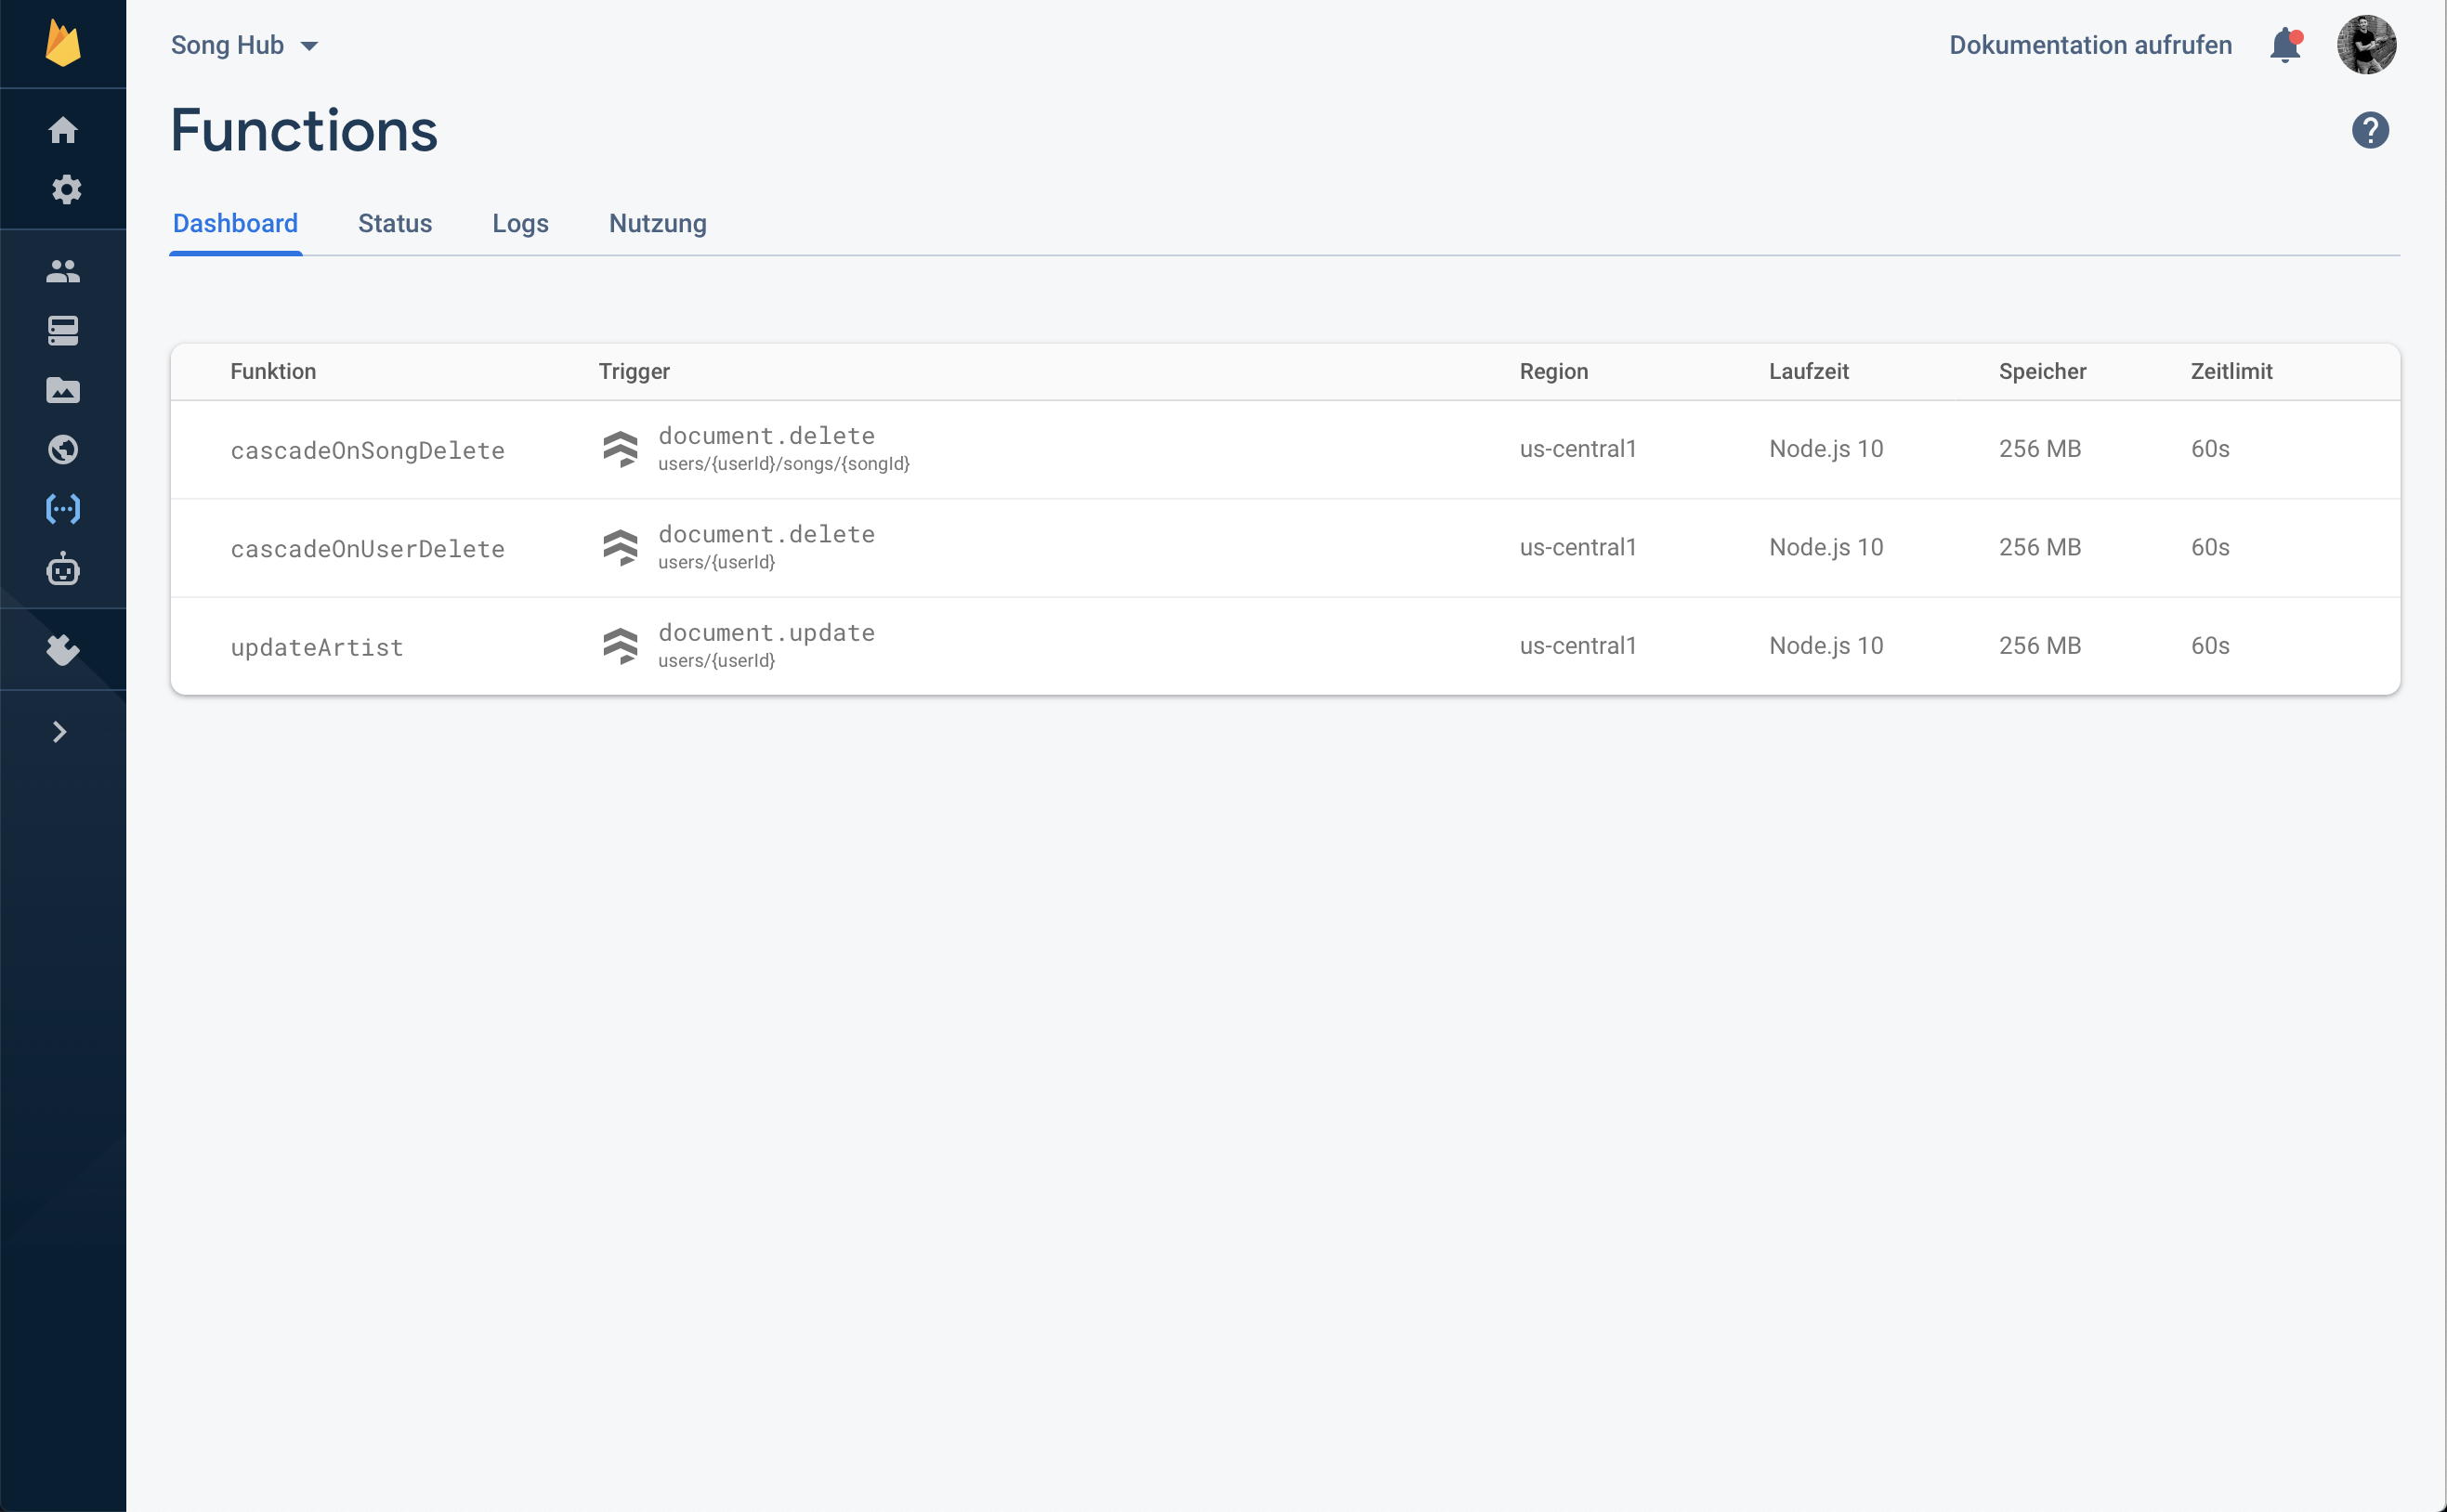 Song Hub
Dokumentation aufrufen
Functions
Dashboard Status Logs Nutzung
Funktion Trigger Region Laufzeit Speicher Zeitlimit
cascadeOnSongDelete document.delete us-central1 Node.js 10 256 MB 60s
users/{userId}/songs/{songId}
cascadeOnUserDelete document.delete us-central1 Node.js 10 256 MB 60s
users/{userId}
updateArtist document.update us-central1 Node.js 10 256 MB 60s
users/{userId}